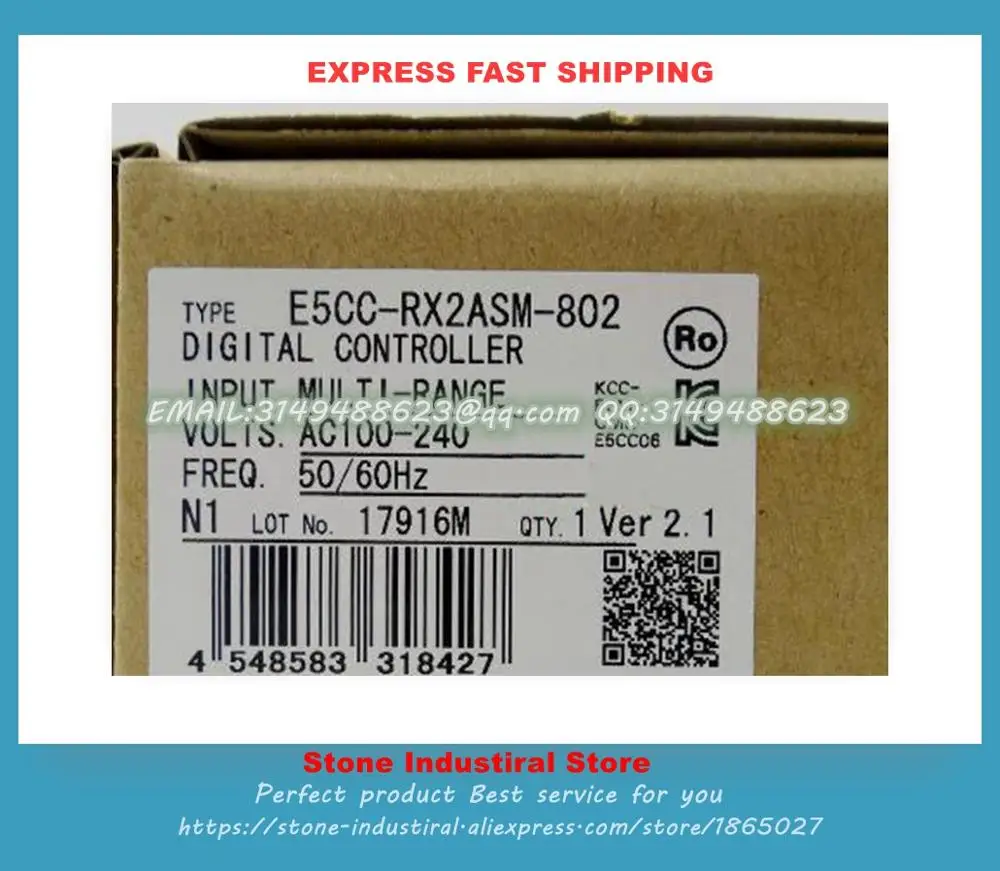 EXPRESS FAST SHIPPING
TYPE E5CC-RX2ASM-802
DIGITAL CONTROLLER
Ro
INPUT MULTI-RANGE
KCC-
EMAIL:3149488623@qq.com QQ:3149488623
VOLTS. AC100-240
E5CC06
FREQ. 50/60Hz
N1 LOT No. 17916M QTY. 1 Ver 2.1
4 548583 318427
Stone Industiral Store
Perfect product Best service for you
https://stone-industiral.aliexpress.com/store/1865027